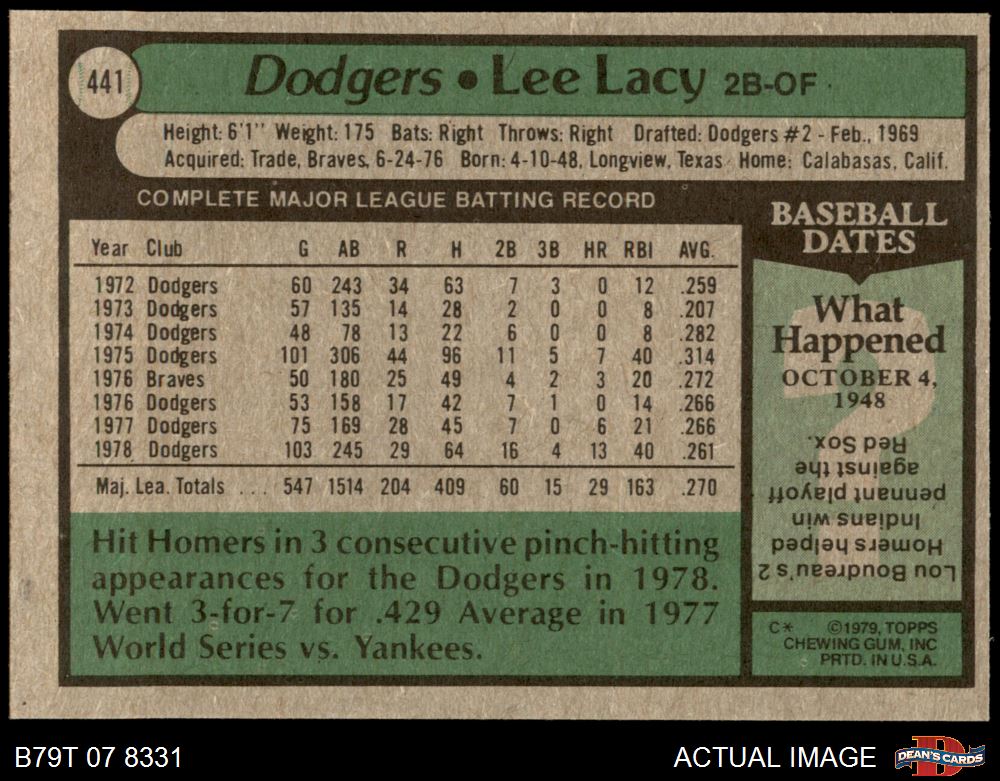 441
Dodgers • Lee Lacy 2B-OF
Height: 6'1" Weight: 175 Bats: Right Throws: Right Drafted: Dodgers #2 - Feb., 1969
Acquired: Trade, Braves, 6-24-76 Born: 4-10-48, Longview, Texas Home: Calabasas, Calif.
COMPLETE MAJOR LEAGUE BATTING RECORD
Year Club G AB R H 2B 3B HR RBI AVG.
1972 Dodgers 60 243 34 63 7 3 0 12 .259
1973 Dodgers 57 135 14 28 2 0 0 8 .207
1974 Dodgers 48 78 13 22 6 0 0 8 .282
1975 Dodgers 101 306 44 96 11 5 7 40 .314
1976 Braves 50 180 25 49 4 2 3 20 .272
1976 Dodgers 53 158 17 42 7 1 0 14 .266
1977 Dodgers 75 169 28 45 7 0 6 21 .266
1978 Dodgers 103 245 29 64 16 4 13 40 .261
Maj. Lea. Totals ... 547 1514 204 409 60 15 29 163 .270
Hit Homers in 3 consecutive pinch-hitting
appearances for the Dodgers in 1978.
Went 3-for-7 for .429 Average in 1977
World Series vs. Yankees.
BASEBALL
DATES
What
Happened
OCTOBER 4,
1948
Lou Boudreau's 2
Homers helped
Indians win
pennant playoff
against the
Red Sox.
C* ©1979, TOPPS
CHEWING GUM, INC
PRTD. IN U.S.A.
B79T 07 8331
ACTUAL IMAGE
D
DEAN'S CARDS